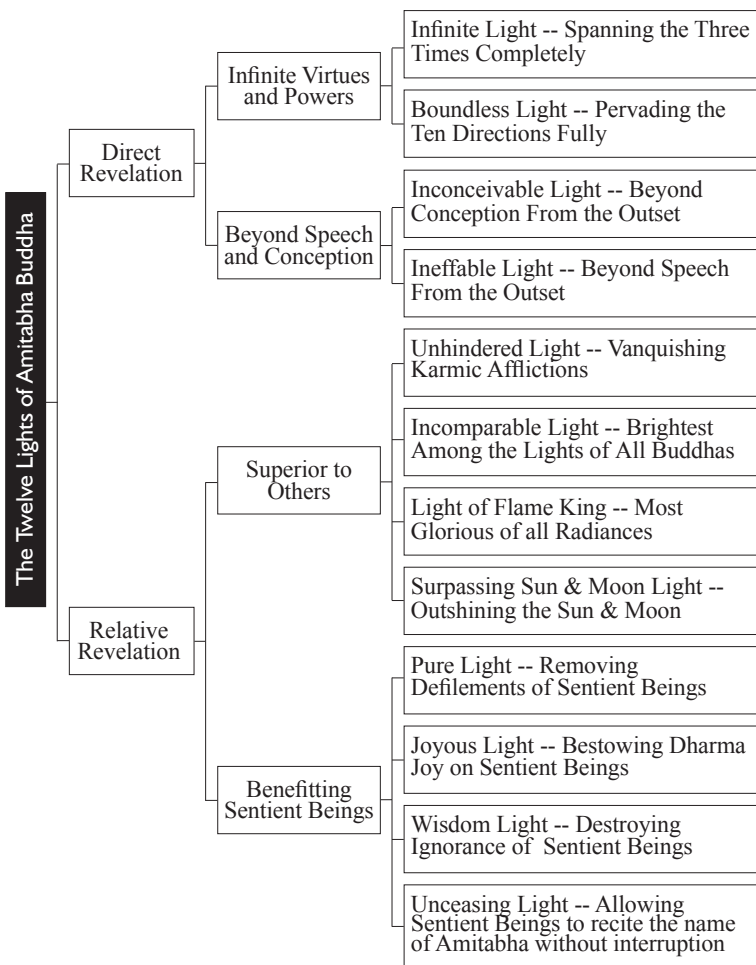 The Twelve Lights of Amitabha Buddha
Direct
Revelation
Infinite Virtues
and Powers
Infinite Light -- Spanning the Three
Times Completely
Boundless Light -- Pervading the
Ten Directions Fully
Beyond Speech
and Conception
Inconceivable Light -- Beyond
Conception From the Outset
Ineffable Light -- Beyond Speech
From the Outset
Relative
Revelation
Superior to
Others
Unhindered Light -- Vanquishing
Karmic Afflictions
Incomparable Light -- Brightest
Among the Lights of All Buddhas
Light of Flame King -- Most
Glorious of all Radiances
Surpassing Sun & Moon Light --
Outshining the Sun & Moon
Benefitting
Sentient Beings
Pure Light -- Removing
Defilements of Sentient Beings
Joyous Light -- Bestowing Dharma
Joy on Sentient Beings
Wisdom Light -- Destroying
Ignorance of Sentient Beings
Unceasing Light -- Allowing
Sentient Beings to recite the name
of Amitabha without interruption